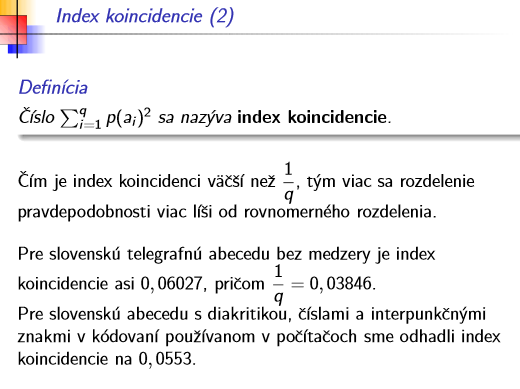 Index koincidencie (2)
Definícia
Číslo ∑_{i=1}^{q} p(a_i)^2 sa nazýva index koincidencie.
Čím je index koincidenci väčší než 1/q, tým viac sa rozdelenie
pravdepodobnosti viac líši od rovnomerného rozdelenia.
Pre slovenskú telegrafnú abecedu bez medzery je index
koincidencie asi 0,06027, pričom 1/q = 0,03846.
Pre slovenskú abecedu s diakritikou, číslami a interpunkčnými
znakmi v kódovaní používanom v počítačoch sme odhadli index
koincidencie na 0,0553.